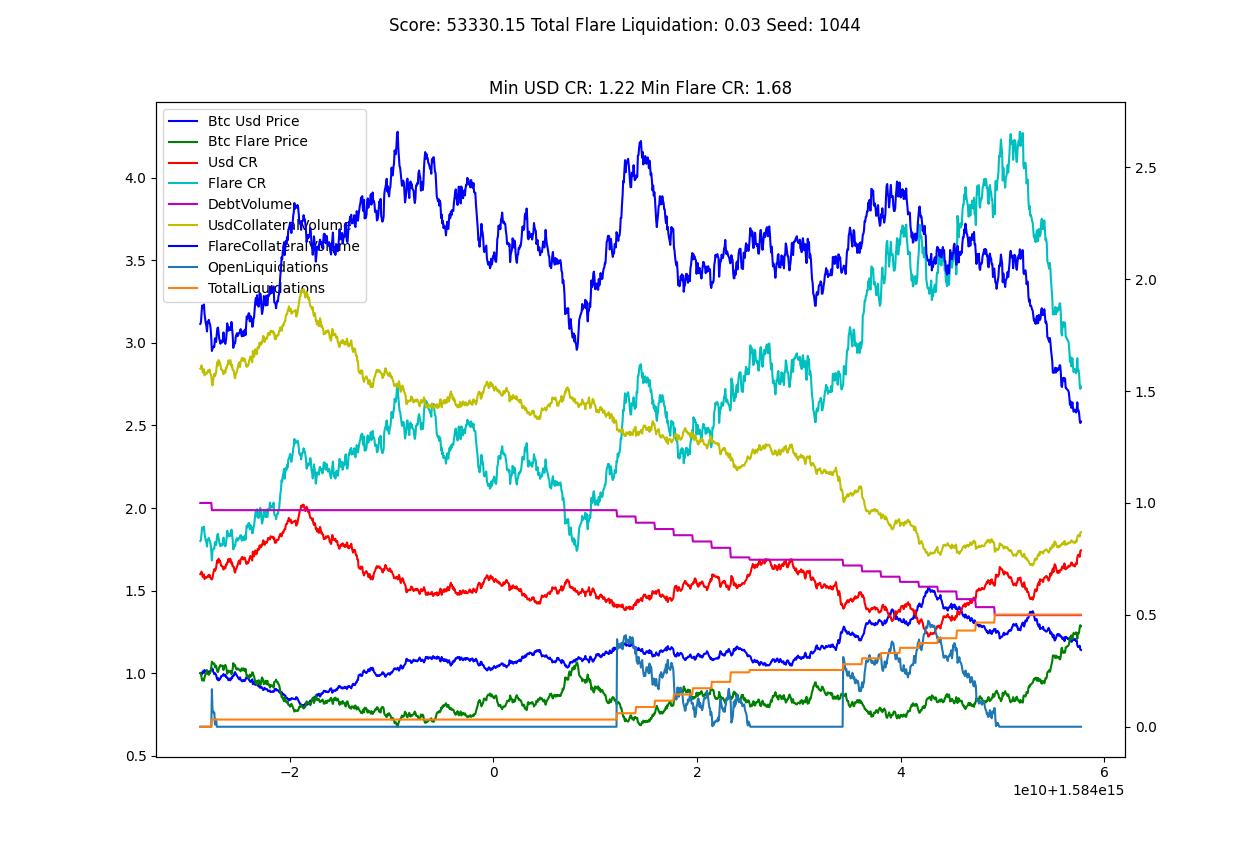 Score: 53330.15 Total Flare Liquidation: 0.03 Seed: 1044
Min USD CR: 1.22 Min Flare CR: 1.68
Btc Usd Price
Btc Flare Price
Usd CR
Flare CR
DebtVolume
UsdCollateralVolume
FlareCollateralVolume
OpenLiquidations
TotalLiquidations
4.0
3.5
3.0
2.5
2.0
1.5
1.0
0.5
2.5
2.0
1.5
1.0
0.5
0.0
−2 0 2 4 6
1e10+1.584e15